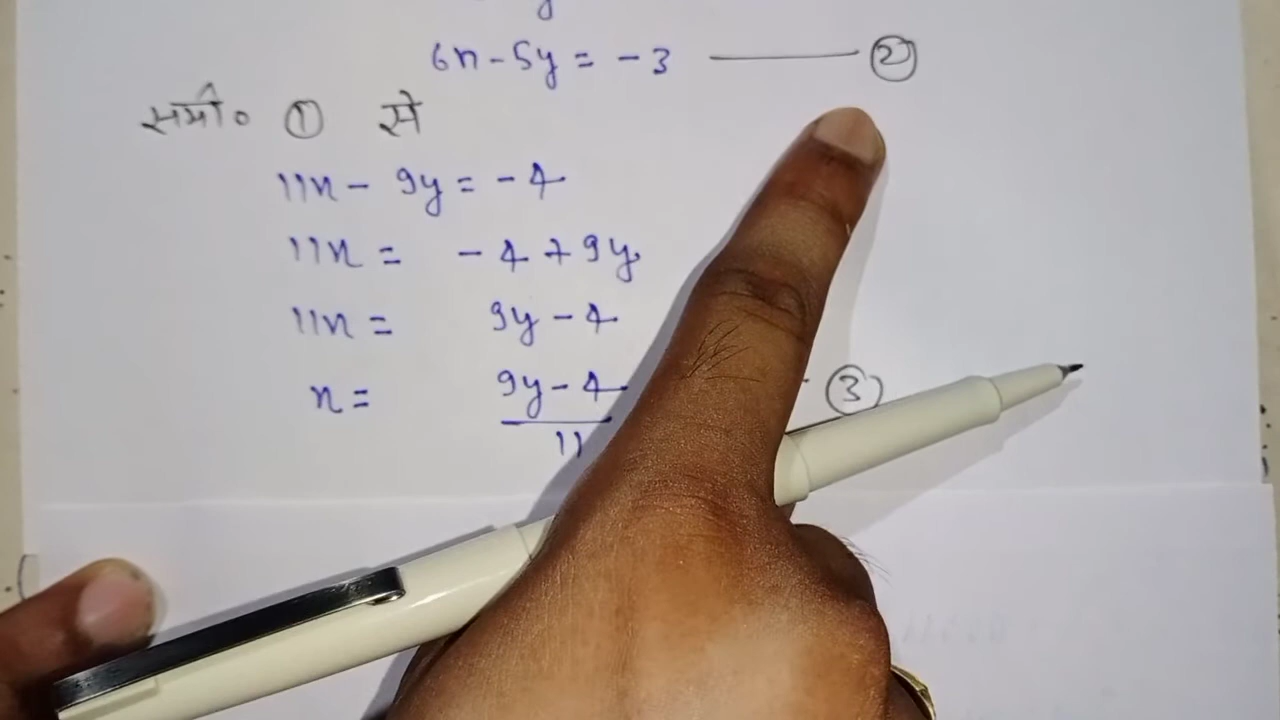 6x - 5y = - 3 ——— ②
समी० ① से
11x - 9y = - 4
11x = - 4 + 9y
11x = 9y - 4
x = 9y - 4 / 11 ③